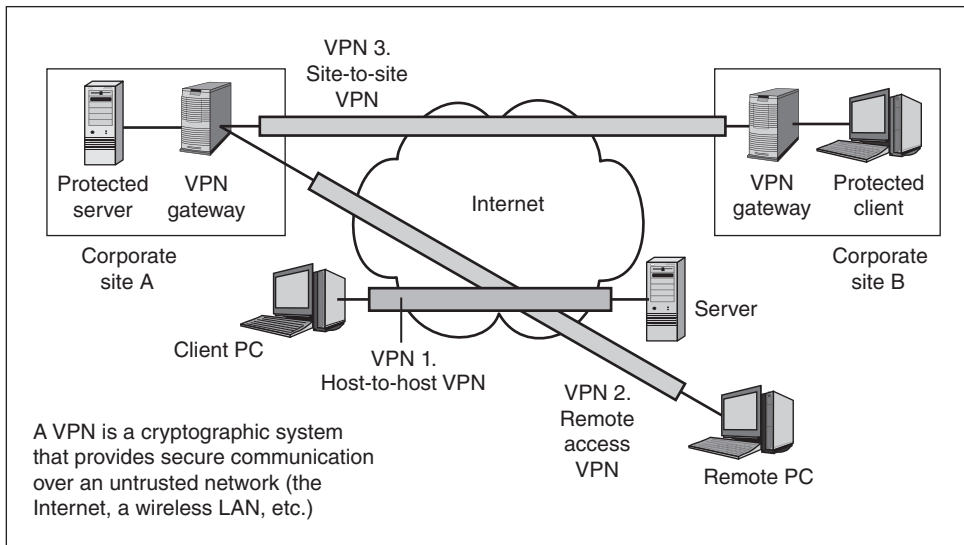 VPN 3.
Site-to-site
VPN
Protected
server
VPN
gateway
Corporate
site A
Internet
VPN
gateway
Protected
client
Corporate
site B
Client PC
VPN 1.
Host-to-host VPN
Server
VPN 2.
Remote
access
VPN
Remote PC
A VPN is a cryptographic system
that provides secure communication
over an untrusted network (the
Internet, a wireless LAN, etc.)